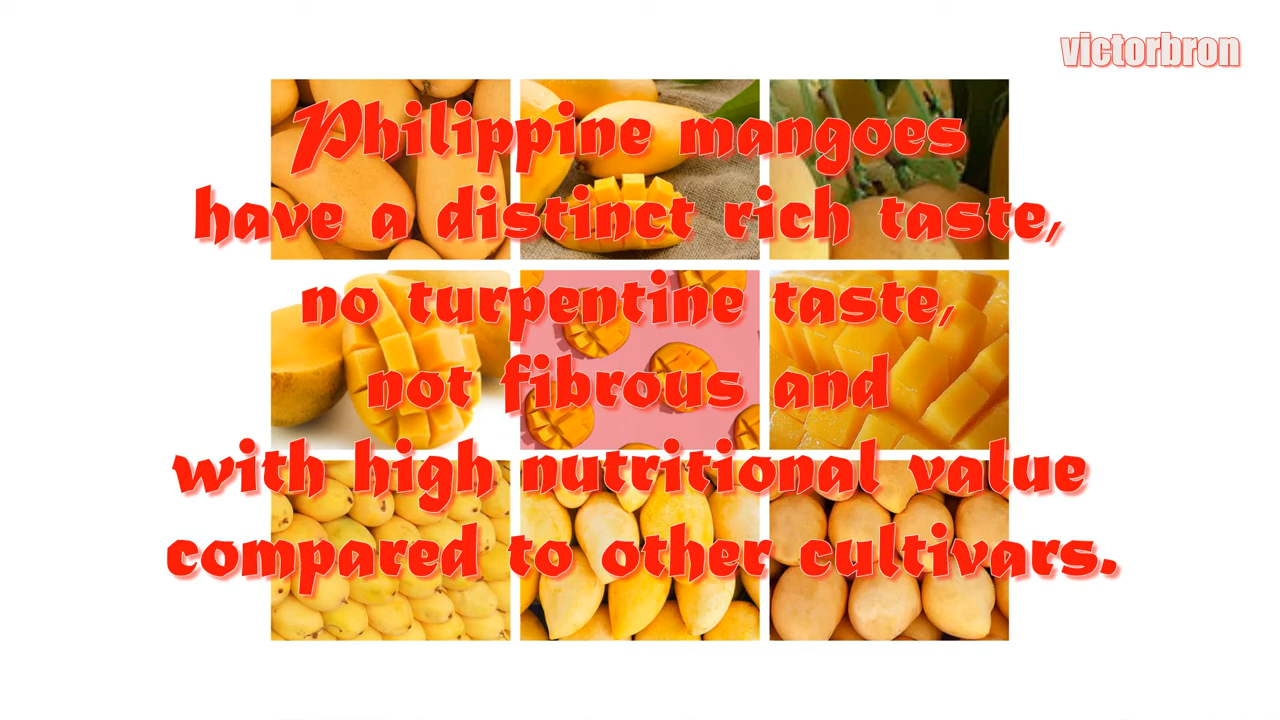 victorbron
Philippine mangoes
have a distinct rich taste,
no turpentine taste,
not fibrous and
with high nutritional value
compared to other cultivars.